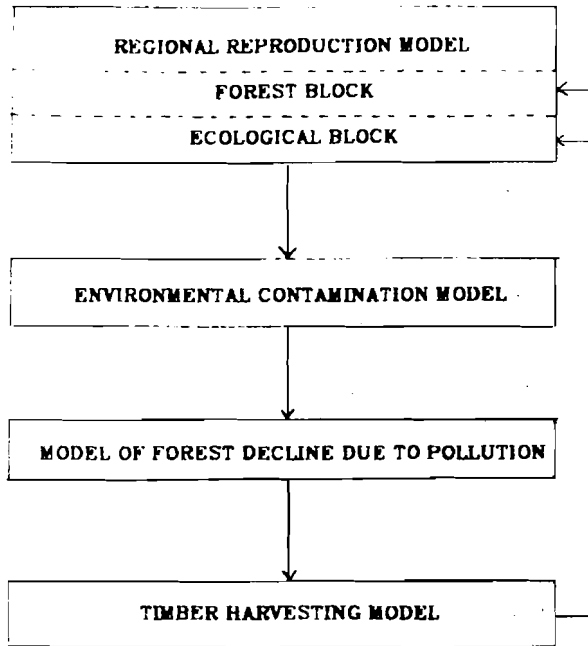 REGIONAL REPRODUCTION MODEL
FOREST BLOCK
ECOLOGICAL BLOCK
ENVIRONMENTAL CONTAMINATION MODEL
MODEL OF FOREST DECLINE DUE TO POLLUTION
TIMBER HARVESTING MODEL